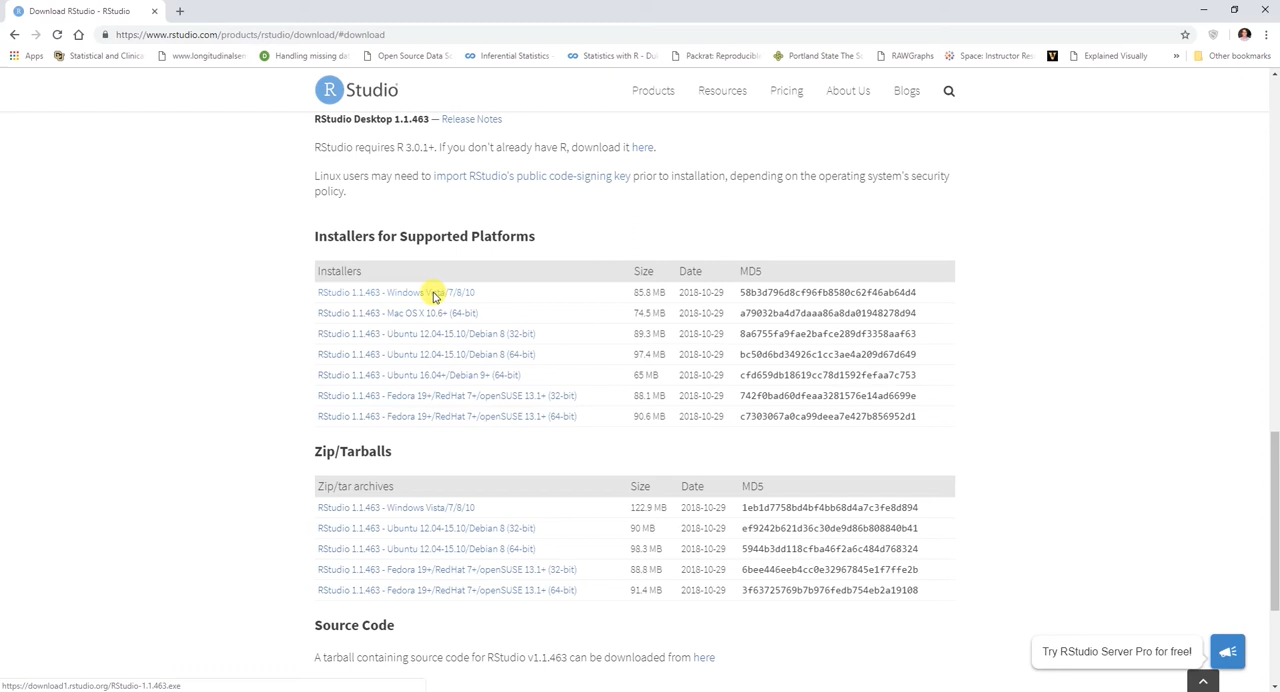 Download RStudio - RStudio
https://www.rstudio.com/products/rstudio/download/#download
Apps
Statistical and Clinica
www.longitudinalsen
Handling missing dat
Open Source Data Sc
Inferential Statistics -
Statistics with R - Du
Packrat: Reproducible
Portland State The Sc
RAWGraphs
Space: Instructor Res
Explained Visually
»
Other bookmarks
R Studio
Products
Resources
Pricing
About Us
Blogs
RStudio Desktop 1.1.463 — Release Notes
RStudio requires R 3.0.1+. If you don't already have R, download it here.
Linux users may need to import RStudio's public code-signing key prior to installation, depending on the operating system's security
policy.
Installers for Supported Platforms
Installers Size Date MD5
RStudio 1.1.463 - Windows Vista/7/8/10 85.8 MB 2018-10-29 58b3d796d8cf96fb8580c62f46ab64d4
RStudio 1.1.463 - Mac OS X 10.6+ (64-bit) 74.5 MB 2018-10-29 a79032ba4d7daaa86a8da01948278d94
RStudio 1.1.463 - Ubuntu 12.04-15.10/Debian 8 (32-bit) 89.3 MB 2018-10-29 8a6755fa9fae2bafce289df3358aaf63
RStudio 1.1.463 - Ubuntu 12.04-15.10/Debian 8 (64-bit) 97.4 MB 2018-10-29 bc50d6bd34926c1cc3ae4a209d67d649
RStudio 1.1.463 - Ubuntu 16.04+/Debian 9+ (64-bit) 65 MB 2018-10-29 cfd659db18619cc78d1592fefaa7c753
RStudio 1.1.463 - Fedora 19+/RedHat 7+/openSUSE 13.1+ (32-bit) 88.1 MB 2018-10-29 742f0bad60dfeaa3281576e14ad6699e
RStudio 1.1.463 - Fedora 19+/RedHat 7+/openSUSE 13.1+ (64-bit) 90.6 MB 2018-10-29 c7303067a0ca99deea7e427b856952d1
Zip/Tarballs
Zip/tar archives Size Date MD5
RStudio 1.1.463 - Windows Vista/7/8/10 122.9 MB 2018-10-29 1eb1d7758bd4bf4bb68d4a7c3fe8d894
RStudio 1.1.463 - Ubuntu 12.04-15.10/Debian 8 (32-bit) 90 MB 2018-10-29 ef9242b621d36c30de9d86b808840b41
RStudio 1.1.463 - Ubuntu 12.04-15.10/Debian 8 (64-bit) 98.3 MB 2018-10-29 5944b3dd118cfba46f2a6c484d768324
RStudio 1.1.463 - Fedora 19+/RedHat 7+/openSUSE 13.1+ (32-bit) 88.8 MB 2018-10-29 6bee446eeb4cc0e32967845e1f7ffe2b
RStudio 1.1.463 - Fedora 19+/RedHat 7+/openSUSE 13.1+ (64-bit) 91.4 MB 2018-10-29 3f63725769b7b976fedb754eb2a19108
Source Code
A tarball containing source code for RStudio v1.1.463 can be downloaded from here
Try RStudio Server Pro for free!
https://download1.rstudio.org/RStudio-1.1.463.exe